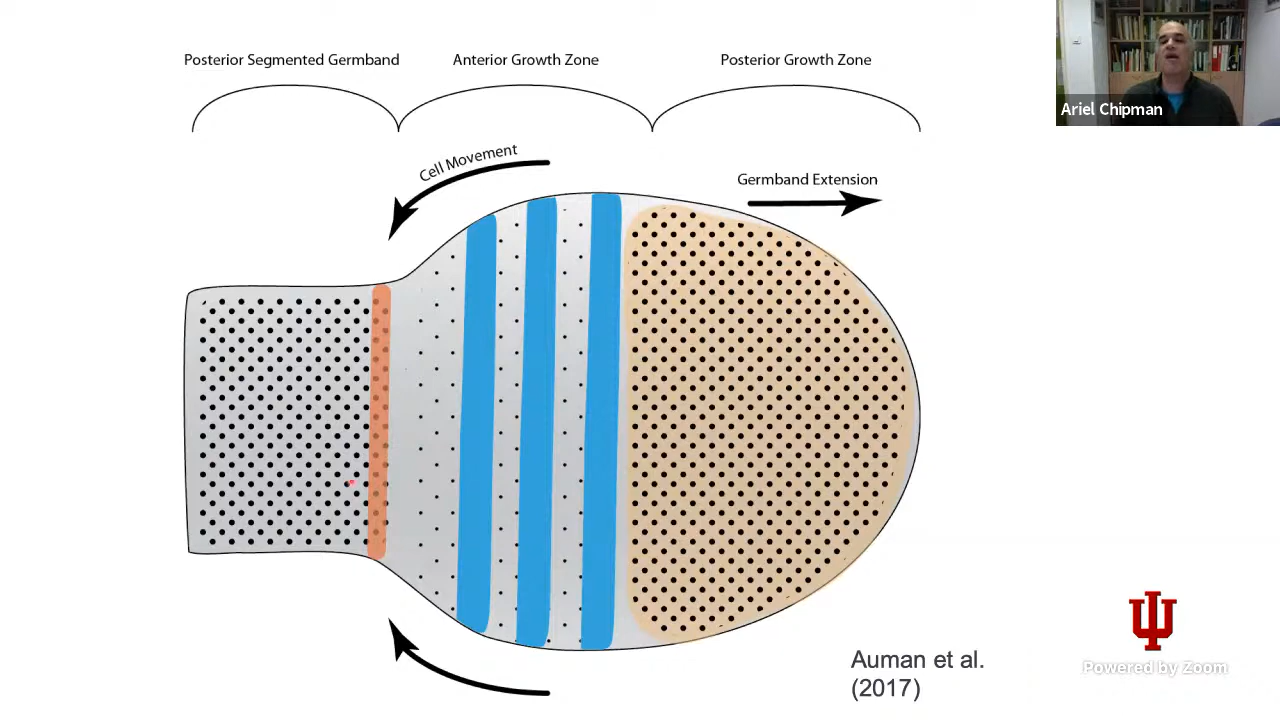 Posterior Segmented Germband
Anterior Growth Zone
Posterior Growth Zone
Ariel Chipman
Cell Movement
Germband Extension
Auman et al.
(2017)
Powered by Zoom